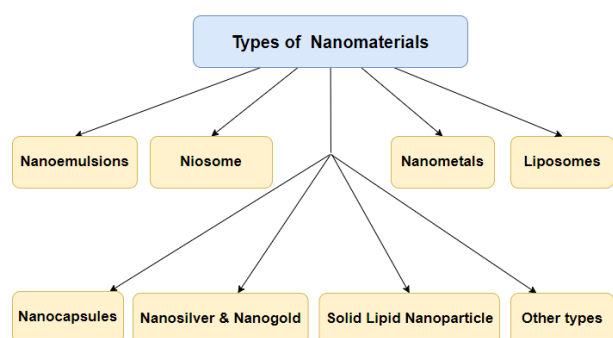 Types of Nanomaterials
Nanoemulsions
Niosome
Nanometals
Liposomes
Nanocapsules
Nanosilver & Nanogold
Solid Lipid Nanoparticle
Other types